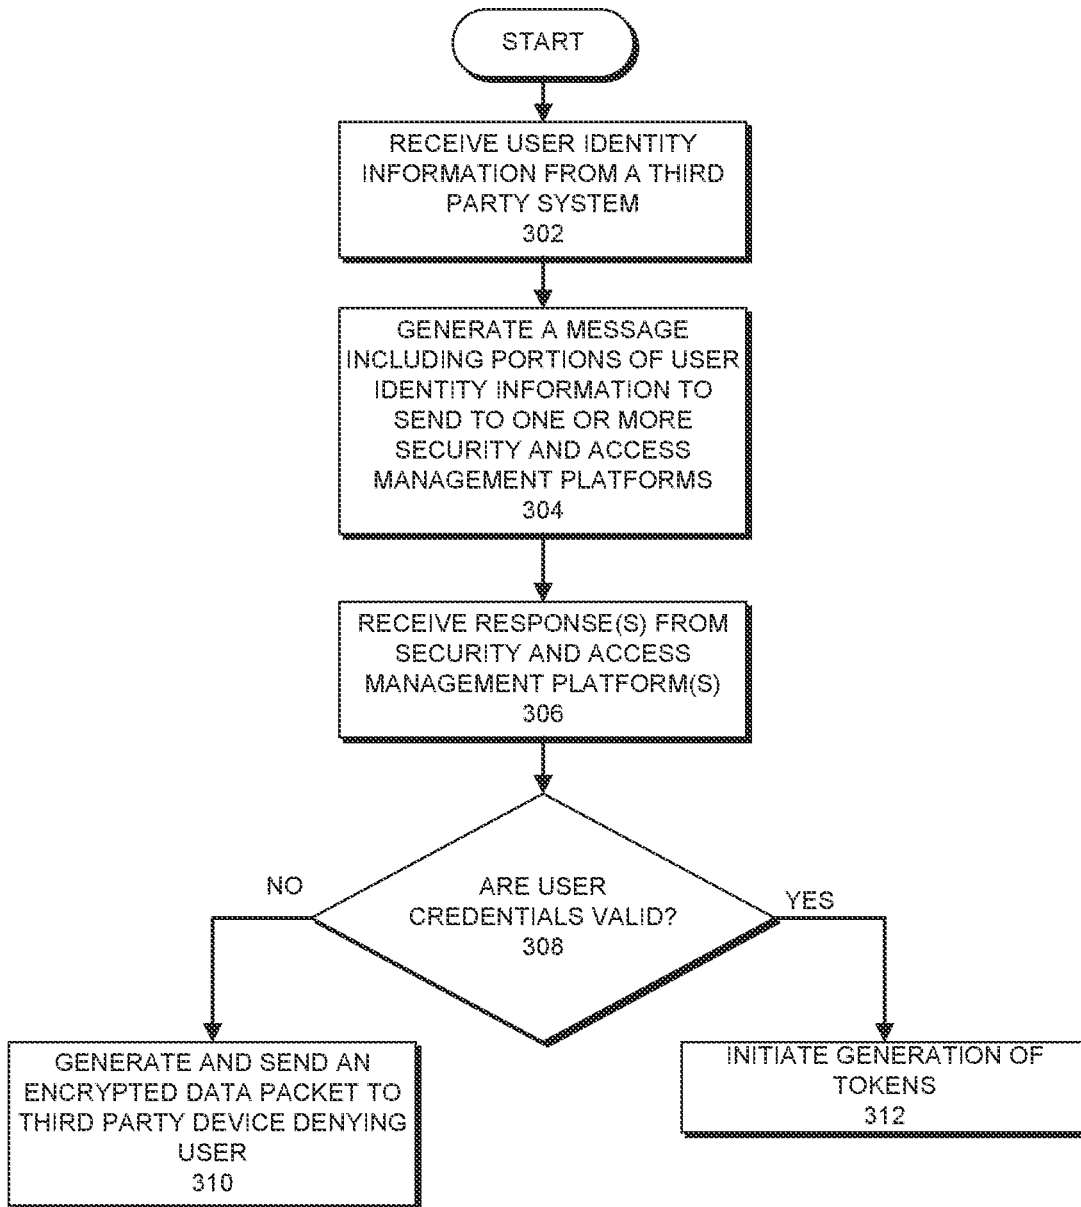 START
RECEIVE USER IDENTITY
INFORMATION FROM A THIRD
PARTY SYSTEM
302
GENERATE A MESSAGE
INCLUDING PORTIONS OF USER
IDENTITY INFORMATION TO
SEND TO ONE OR MORE
SECURITY AND ACCESS
MANAGEMENT PLATFORMS
304
RECEIVE RESPONSE(S) FROM
SECURITY AND ACCESS
MANAGEMENT PLATFORM(S)
306
ARE USER
CREDENTIALS VALID?
308
NO
YES
GENERATE AND SEND AN
ENCRYPTED DATA PACKET TO
THIRD PARTY DEVICE DENYING
USER
310
INITIATE GENERATION OF
TOKENS
312